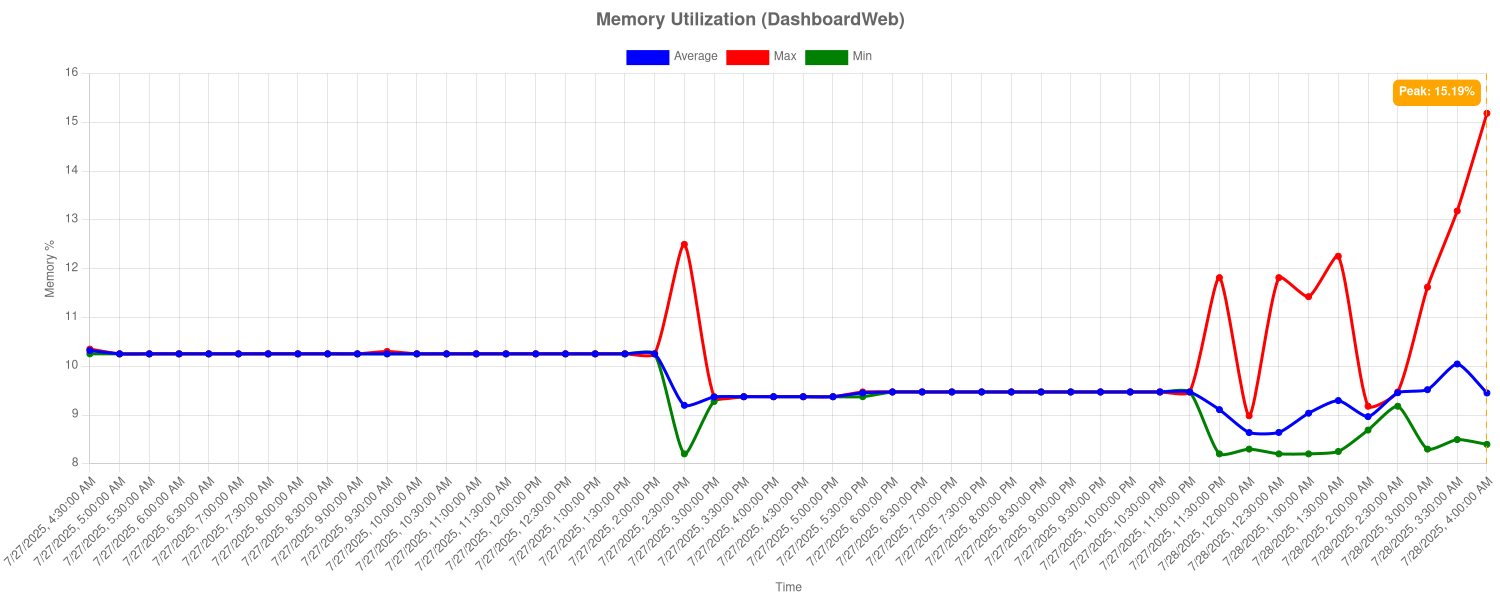 Memory Utilization (DashboardWeb)
Average Max Min
Peak: 15.19%
16
15
14
13
12
11
10
9
8
Memory %
7/27/2025, 4:30:00 AM
7/27/2025, 5:00:00 AM
7/27/2025, 5:30:00 AM
7/27/2025, 6:00:00 AM
7/27/2025, 6:30:00 AM
7/27/2025, 7:00:00 AM
7/27/2025, 7:30:00 AM
7/27/2025, 8:00:00 AM
7/27/2025, 8:30:00 AM
7/27/2025, 9:00:00 AM
7/27/2025, 9:30:00 AM
7/27/2025, 10:00:00 AM
7/27/2025, 10:30:00 AM
7/27/2025, 11:00:00 AM
7/27/2025, 11:30:00 AM
7/27/2025, 12:00:00 PM
7/27/2025, 12:30:00 PM
7/27/2025, 1:00:00 PM
7/27/2025, 1:30:00 PM
7/27/2025, 2:00:00 PM
7/27/2025, 2:30:00 PM
7/27/2025, 3:00:00 PM
7/27/2025, 3:30:00 PM
7/27/2025, 4:00:00 PM
7/27/2025, 4:30:00 PM
7/27/2025, 5:00:00 PM
7/27/2025, 5:30:00 PM
7/27/2025, 6:00:00 PM
7/27/2025, 6:30:00 PM
7/27/2025, 7:00:00 PM
7/27/2025, 7:30:00 PM
7/27/2025, 8:00:00 PM
7/27/2025, 8:30:00 PM
7/27/2025, 9:00:00 PM
7/27/2025, 9:30:00 PM
7/27/2025, 10:00:00 PM
7/27/2025, 10:30:00 PM
7/27/2025, 11:00:00 PM
7/27/2025, 11:30:00 PM
7/28/2025, 12:00:00 AM
7/28/2025, 12:30:00 AM
7/28/2025, 1:00:00 AM
7/28/2025, 1:30:00 AM
7/28/2025, 2:00:00 AM
7/28/2025, 2:30:00 AM
7/28/2025, 3:00:00 AM
7/28/2025, 3:30:00 AM
7/28/2025, 4:00:00 AM
Time